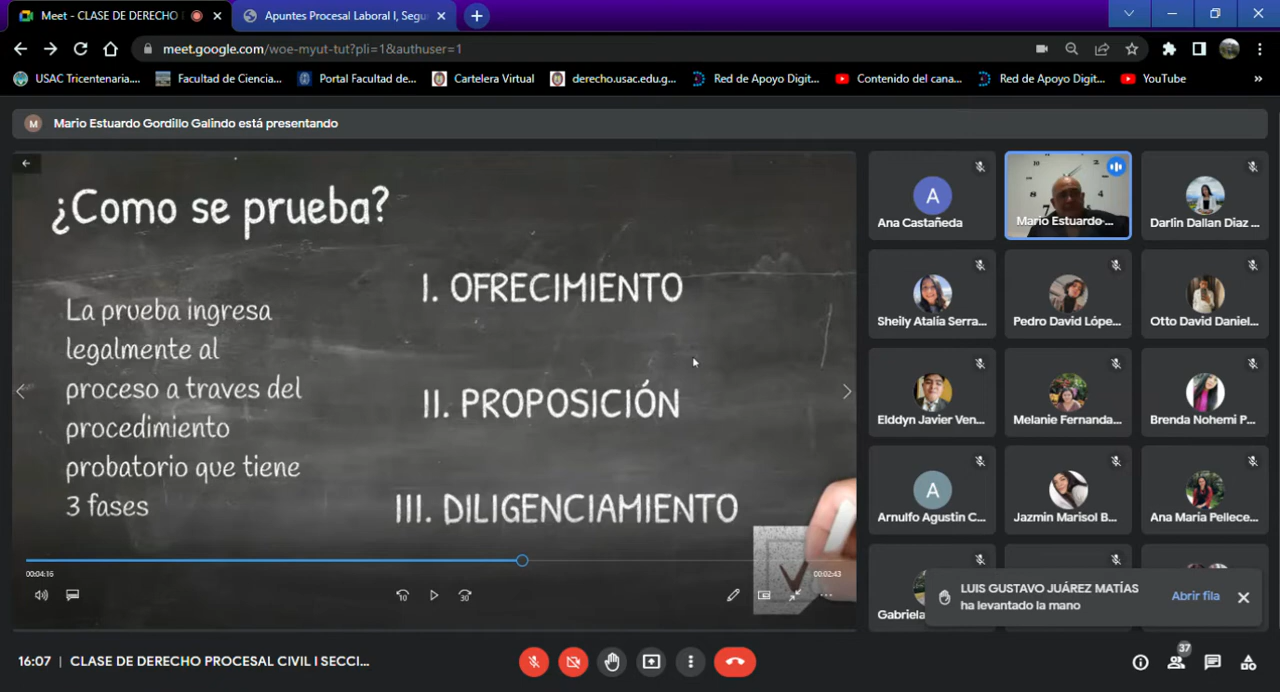 Meet - CLASE DE DERECHO
Apuntes Procesal Laboral I, Segu
meet.google.com/woe-myut-tut?pli=1&authuser=1
USAC Tricentenaria....
Facultad de Ciencia...
Portal Facultad de...
Cartelera Virtual
derecho.usac.edu.g...
Red de Apoyo Digit...
Contenido del cana...
Red de Apoyo Digit...
YouTube
M
Mario Estuardo Gordillo Galindo está presentando
¿Como se prueba?
La prueba ingresa
legalmente al
proceso a traves del
procedimiento
probatorio que tiene
3 fases
I. OFRECIMIENTO
II. PROPOSICIÓN
III. DILIGENCIAMIENTO
00:04:16
00:02:43
10
30
A
Ana Castañeda
Mario Estuardo ...
Darlin Dallan Diaz ...
Sheily Atalía Serra...
Pedro David Lópe...
Otto David Daniel...
Elddyn Javier Ven...
Melanie Fernanda...
Brenda Nohemi P...
A
Arnulfo Agustin C...
Jazmin Marisol B...
Ana María Pellece...
Gabriela
LUIS GUSTAVO JUÁREZ MATÍAS
ha levantado la mano
Abrir fila
16:07 | CLASE DE DERECHO PROCESAL CIVIL I SECCI...
37